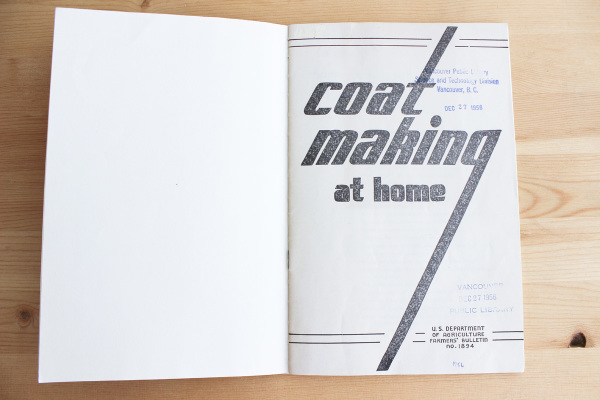 Vancouver Public Library
Science and Technology Division
Vancouver, B. C.
DEC 27 1956
coat
making
at home
VANCOUVER
DEC 27 1956
PUBLIC LIBRARY
U. S. DEPARTMENT
OF AGRICULTURE
FARMERS' BULLETIN
NO. 1894